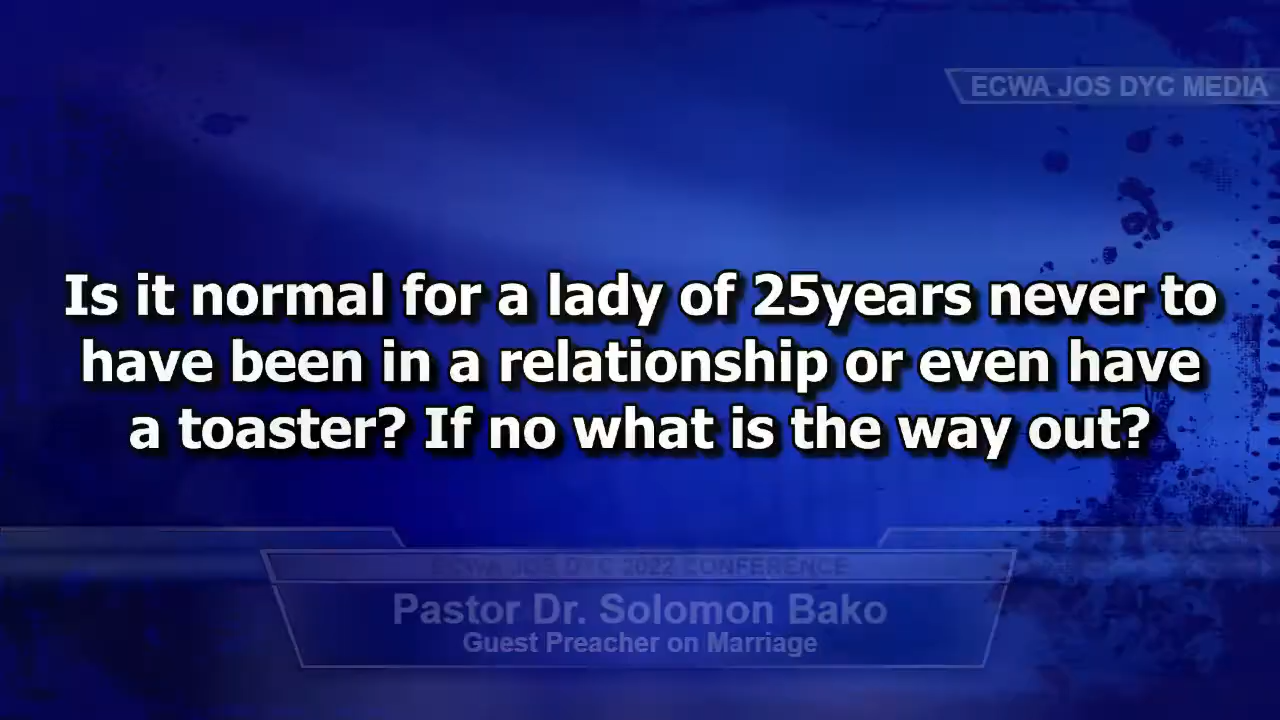 ECWA JOS DYC MEDIA
Is it normal for a lady of 25years never to
have been in a relationship or even have
a toaster? If no what is the way out?
ECWA JOS DYC 2022 CONFERENCE
Pastor Dr. Solomon Bako
Guest Preacher on Marriage